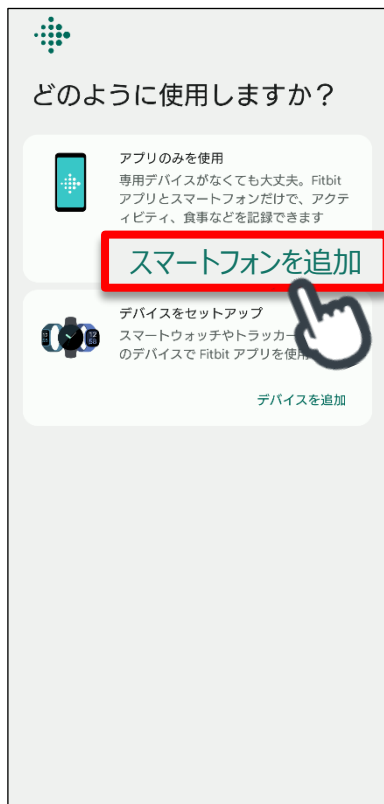 どのように使用しますか？
アプリのみを使用
専用デバイスがなくても大丈夫。Fitbit
アプリとスマートフォンだけで、アクテ
ィビティ、食事などを記録できます
スマートフォンを追加
デバイスをセットアップ
スマートウォッチやトラッカー
のデバイスで Fitbit アプリを使用
デバイスを追加